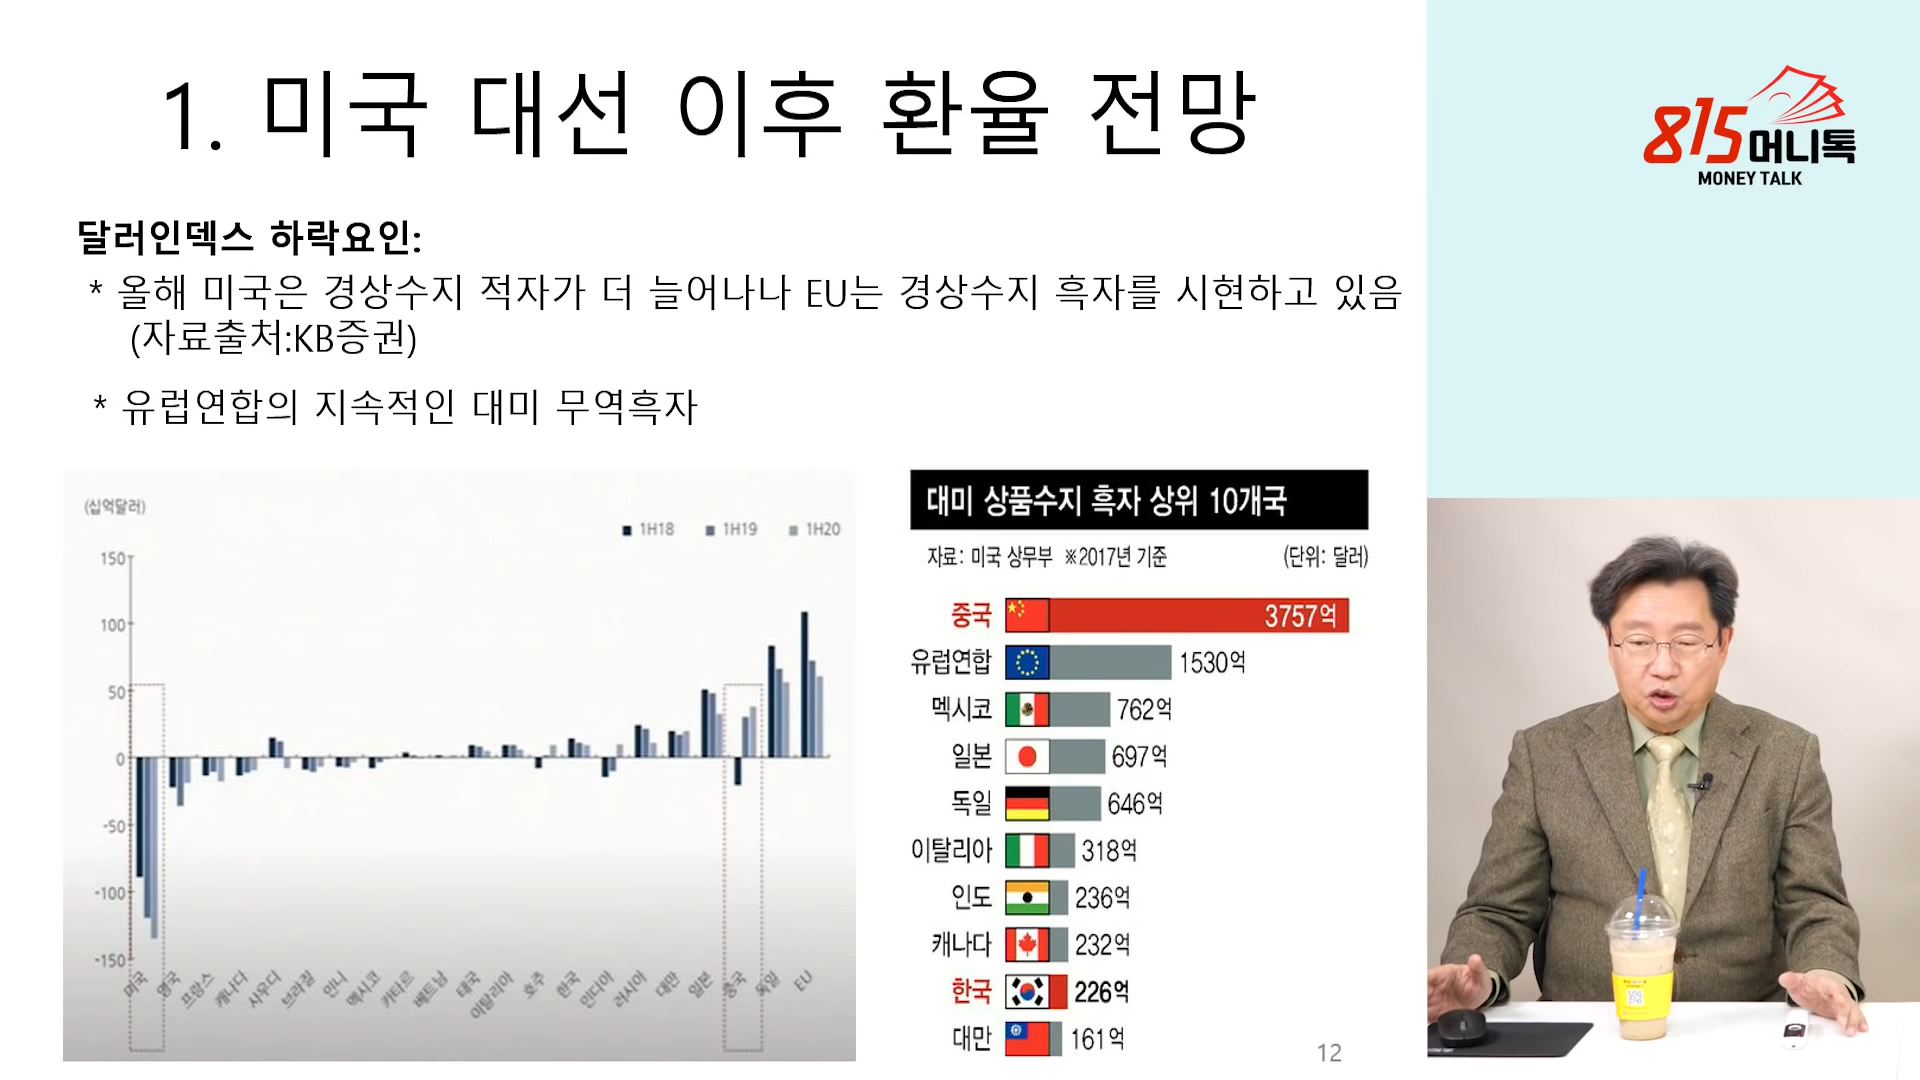 1. 미국 대선 이후 환율 전망
815머니톡
MONEY TALK
달러인덱스 하락요인:
* 올해 미국은 경상수지 적자가 더 늘어나나 EU는 경상수지 흑자를 시현하고 있음
(자료출처:KB증권)
* 유럽연합의 지속적인 대미 무역흑자
(십억달러)
1H18 1H19 1H20
150
100
50
0
-50
-100
-150
미국 영국 프랑스 캐나다 사우디 브라질 인니 멕시코 카타르 베트남 태국 이탈리아 호주 한국 인디아 러시아 대만 일본 중국 독일 EU
대미 상품수지 흑자 상위 10개국
자료: 미국 상무부 ※2017년 기준 (단위: 달러)
중국 3757억
유럽연합 1530억
멕시코 762억
일본 697억
독일 646억
이탈리아 318억
인도 236억
캐나다 232억
한국 226억
대만 161억
12